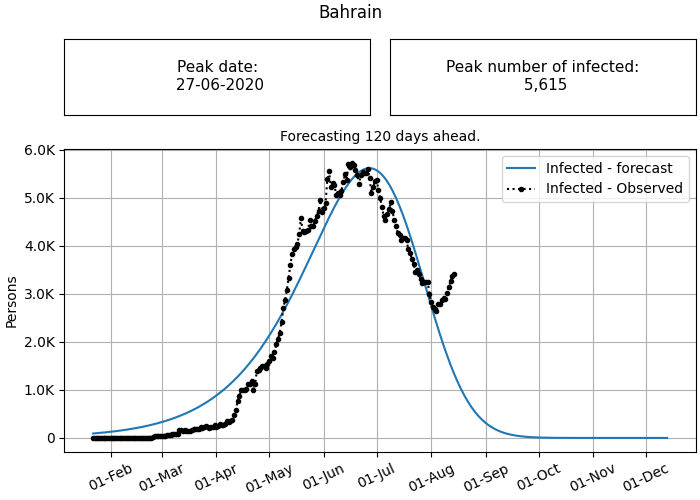 Bahrain
Peak date:
27-06-2020
Peak number of infected:
5,615
Forecasting 120 days ahead.
6.0K
5.0K
4.0K
3.0K
2.0K
1.0K
0
Persons
Infected - forecast
Infected - Observed
01-Feb
01-Mar
01-Apr
01-May
01-Jun
01-Jul
01-Aug
01-Sep
01-Oct
01-Nov
01-Dec